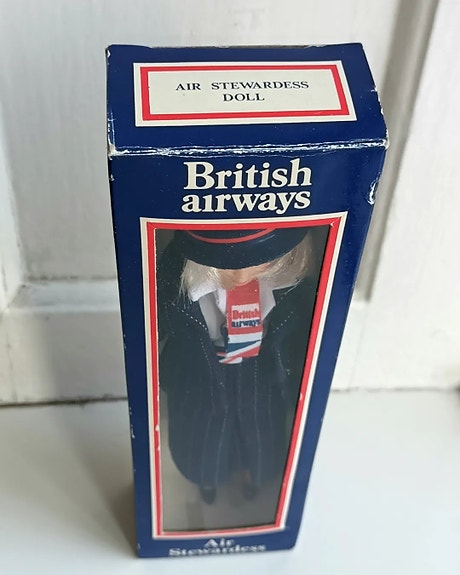 AIR STEWARDESS
DOLL
British
airways
British
airways
Air
Stewardess